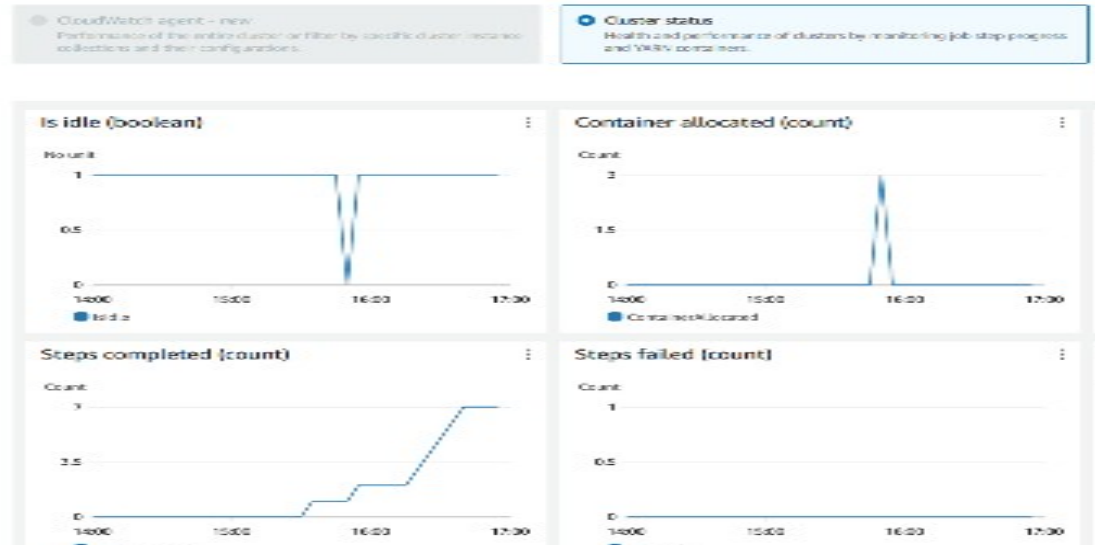 CloudWatch agent - new
Performance of the entire cluster or filter by specific cluster instance
collections and their configurations.
Cluster status
Health and performance of clusters by monitoring job step progress
and YARN containers.
Is idle (boolean)
No unit
1
0.5
0
14:00 15:00 16:00 17:00
IsIdle
Container allocated (count)
Count
3
1.5
0
14:00 15:00 16:00 17:00
ContainerAllocated
Steps completed (count)
Count
7
3.5
0
14:00 15:00 16:00 17:00
Steps failed (count)
Count
1
0.5
0
14:00 15:00 16:00 17:00